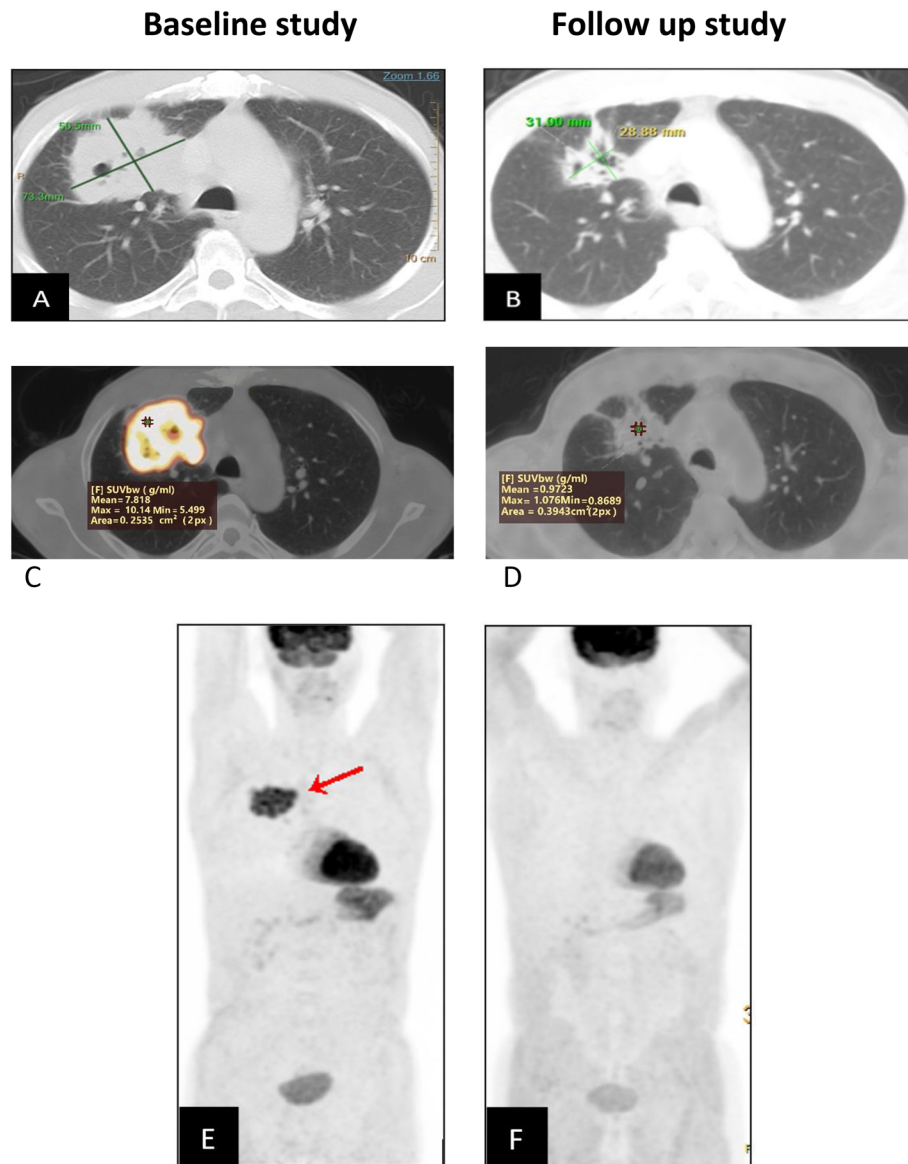 Baseline study
Follow up study
Zoom 1.66
50.5mm
73.3mm
R
10 cm
A
31.00 mm
28.88 mm
B
[F] SUVbw ( g/ml)
Mean=7.818
Max = 10.14 Min= 5.499
Area=0.2535 cm² (2px)
C
[F] SUVbw (g/ml)
Mean =0.9723
Max= 1.076Min=0.8689
Area = 0.3943cm²(2px)
D
E
F